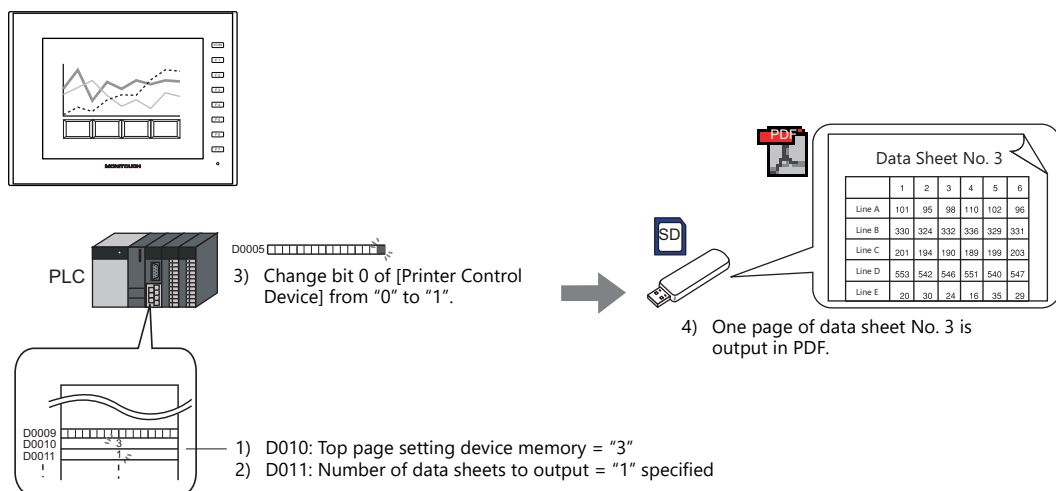 MONITOUCH
PLC
D0005
3) Change bit 0 of [Printer Control
Device] from “0” to “1”.
D0009
D0010 3
D0011 1
1) D010: Top page setting device memory = “3”
2) D011: Number of data sheets to output = “1” specified
SD
PDF
Data Sheet No. 3
1 2 3 4 5 6
Line A 101 95 98 110 102 96
Line B 330 324 332 336 329 331
Line C 201 194 190 189 199 203
Line D 553 542 546 551 540 547
Line E 20 30 24 16 35 29
4) One page of data sheet No. 3 is
output in PDF.